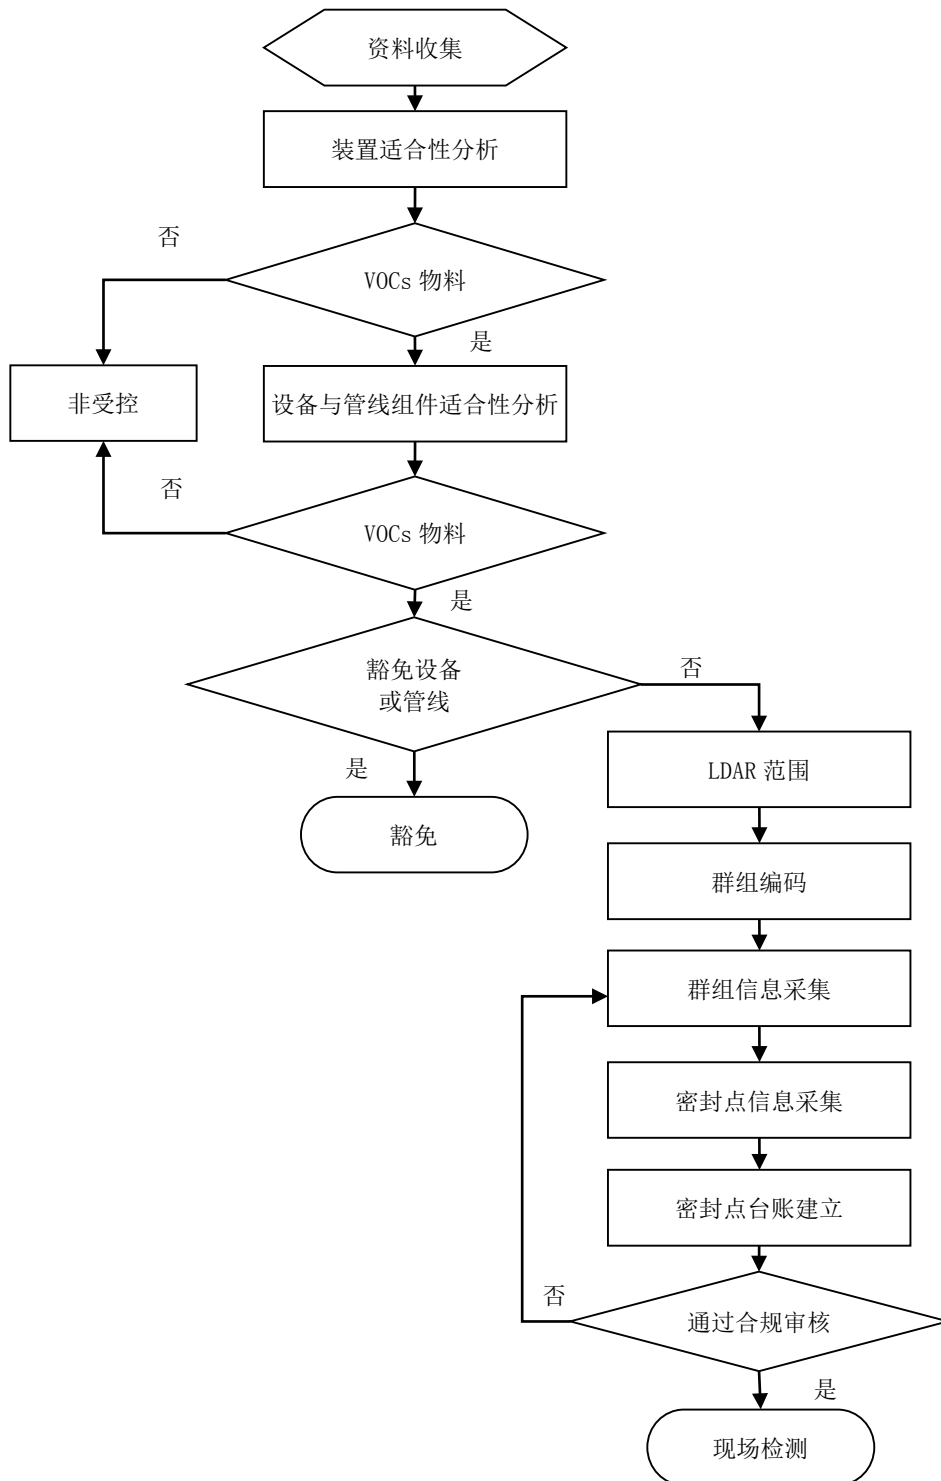 资料收集
装置适合性分析
否
VOCs 物料
是
非受控
设备与管线组件适合性分析
否
VOCs 物料
是
豁免设备
或管线
否
是
LDAR 范围
豁免
群组编码
群组信息采集
密封点信息采集
密封点台账建立
否
通过合规审核
是
现场检测